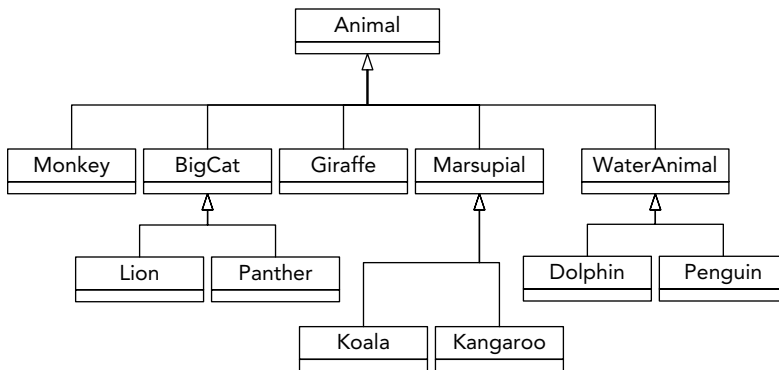 Animal
Monkey
BigCat
Giraffe
Marsupial
WaterAnimal
Lion
Panther
Dolphin
Penguin
Koala
Kangaroo